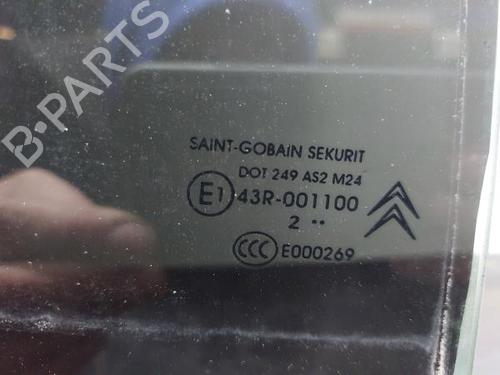 B-PARTS
SAINT-GOBAIN SEKURIT
DOT 249 AS2 M24
E1 43R-001100
2 ••
CCC E000269